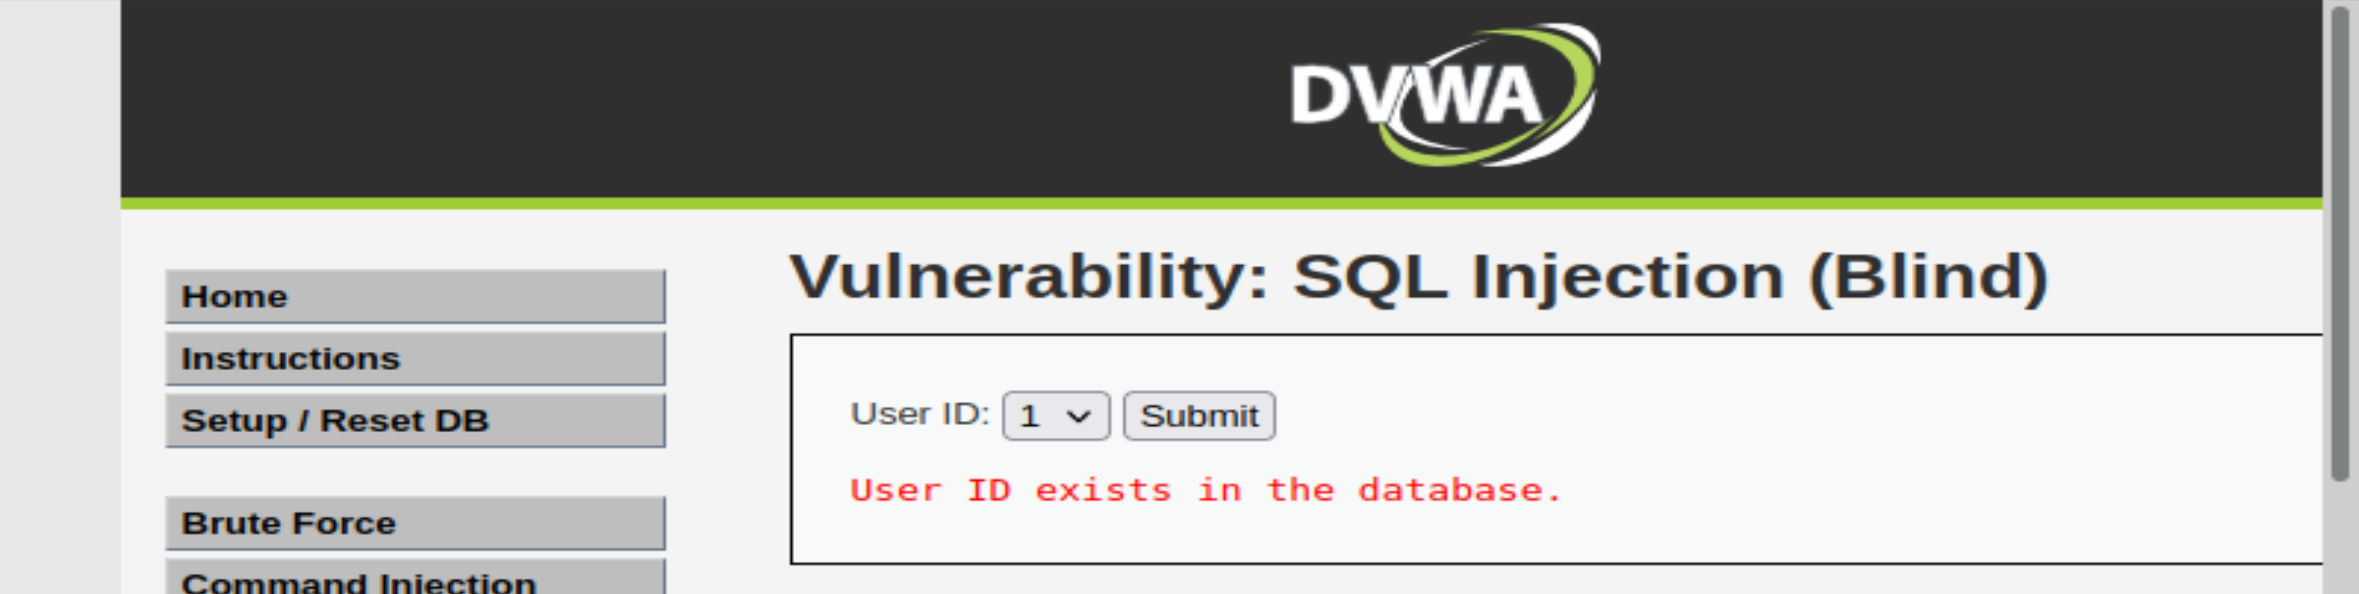 DVWA
Home
Instructions
Setup / Reset DB
Brute Force
Command Injection
Vulnerability: SQL Injection (Blind)
User ID: 1 Submit
User ID exists in the database.